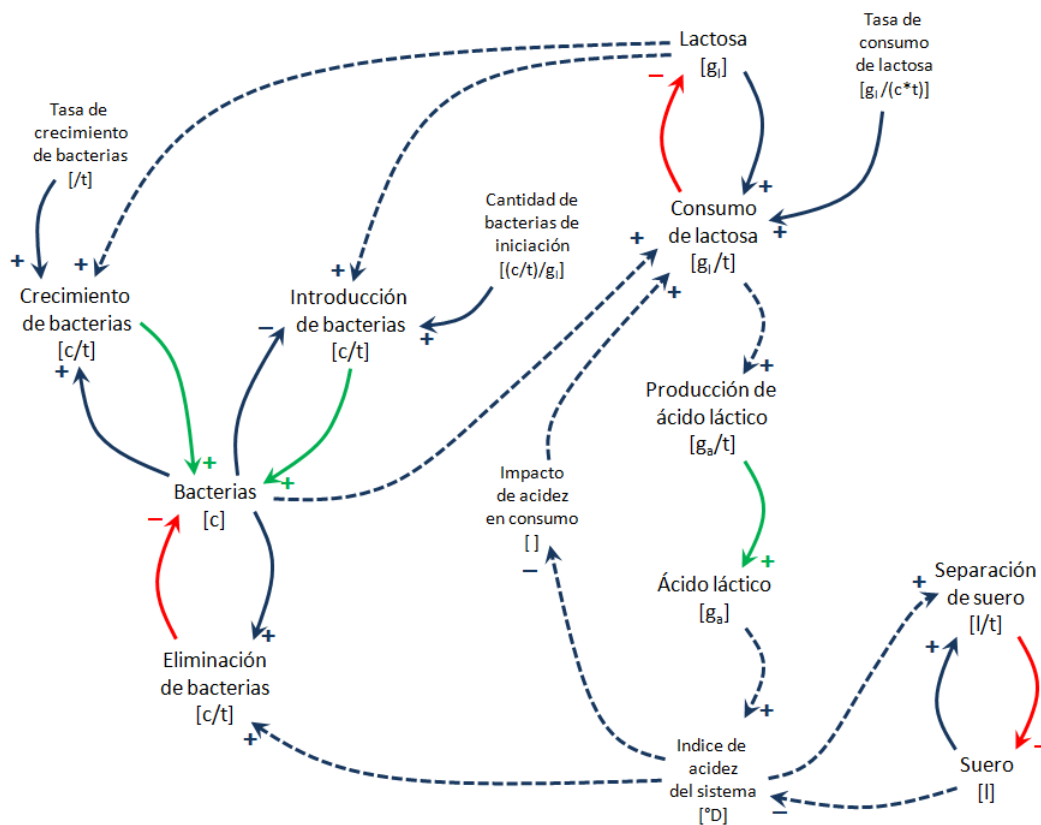 Lactosa
[gl]
Tasa de
consumo
de lactosa
[gl /(c*t)]
–
Tasa de
crecimiento
de bacterias
[/t]
+
Consumo
de lactosa
[gl/t]
+
+
+
Cantidad de
bacterias de
iniciación
[(c/t)/gl]
+
+
Crecimiento
de bacterias
[c/t]
+
+
Introducción
de bacterias
[c/t]
–
+
+
Producción de
ácido láctico
[ga/t]
+
+
Bacterias
[c]
–
Impacto
de acidez
en consumo
[ ]
–
+
Ácido láctico
[ga]
+
Separación
de suero
[l/t]
+
+
Eliminación
de bacterias
[c/t]
+
+
Indice de
acidez
del sistema
[°D]
–
–
Suero
[l]